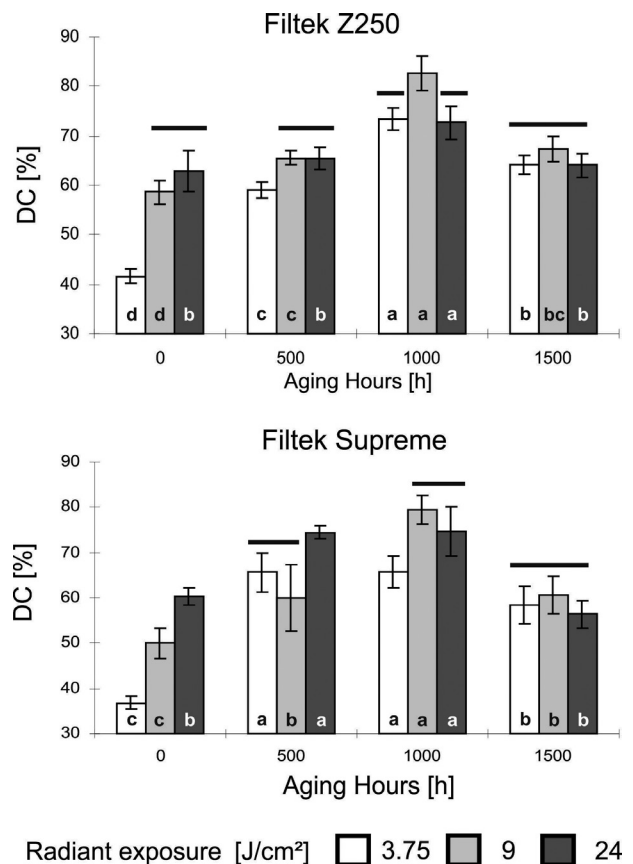 Filtek Z250
90
80
70
60
50
40
30
DC [%]
d d b c c b a a a b bc b
0 500 1000 1500
Aging Hours [h]
Filtek Supreme
90
80
70
60
50
40
30
DC [%]
c c b a b a a a a b b b
0 500 1000 1500
Aging Hours [h]
Radiant exposure [J/cm²] 3.75 9 24